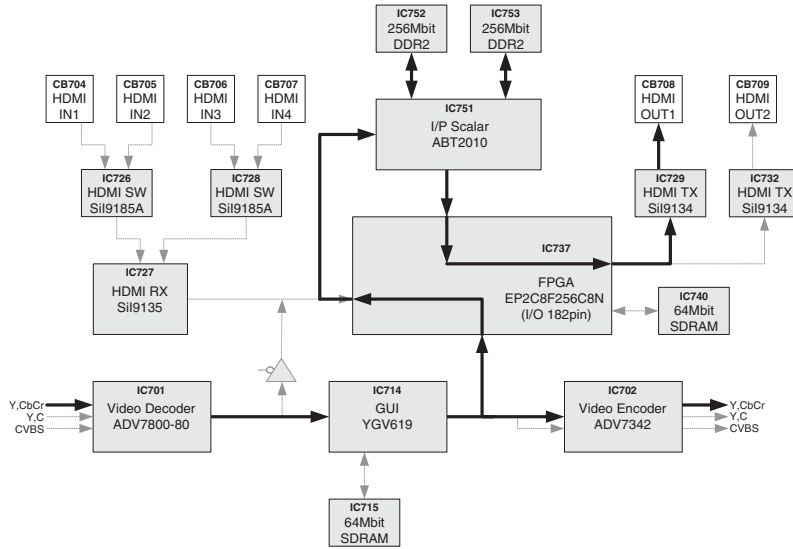 IC752
256Mbit
DDR2
IC753
256Mbit
DDR2
CB704
HDMI
IN1
CB705
HDMI
IN2
CB706
HDMI
IN3
CB707
HDMI
IN4
IC751
I/P Scalar
ABT2010
CB708
HDMI
OUT1
CB709
HDMI
OUT2
IC726
HDMI SW
SiI9185A
IC728
HDMI SW
SiI9185A
IC729
HDMI TX
SiI9134
IC732
HDMI TX
SiI9134
IC727
HDMI RX
SiI9135
IC737
FPGA
EP2C8F256C8N
(I/O 182pin)
IC740
64Mbit
SDRAM
Y,CbCr
Y,C
CVBS
IC701
Video Decoder
ADV7800-80
IC714
GUI
YGV619
IC702
Video Encoder
ADV7342
Y,CbCr
Y,C
CVBS
IC715
64Mbit
SDRAM